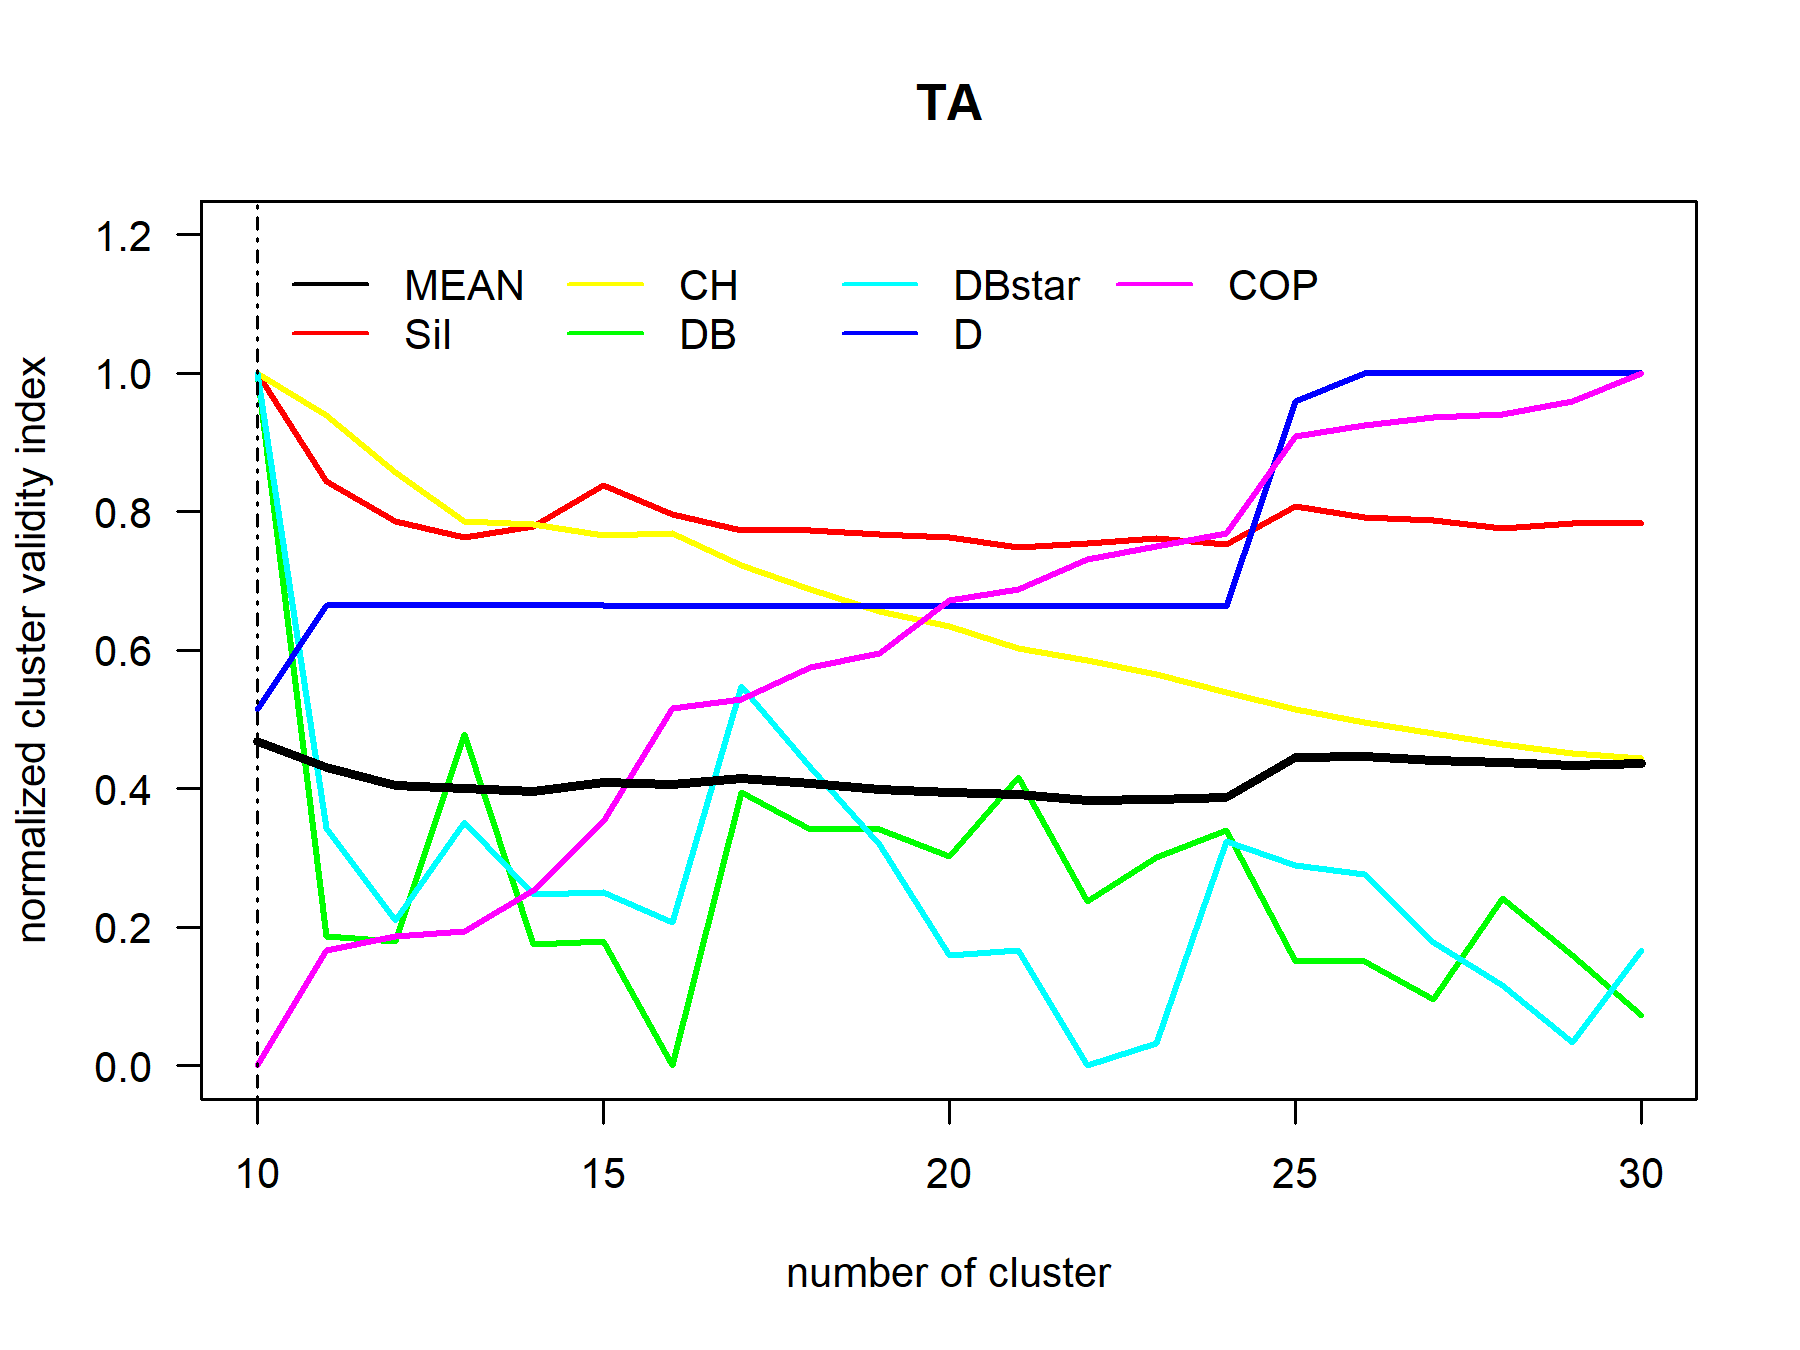 TA
normalized cluster validity index
1.2
1.0
0.8
0.6
0.4
0.2
0.0
MEAN CH DBstar COP
Sil DB D
10 15 20 25 30
number of cluster